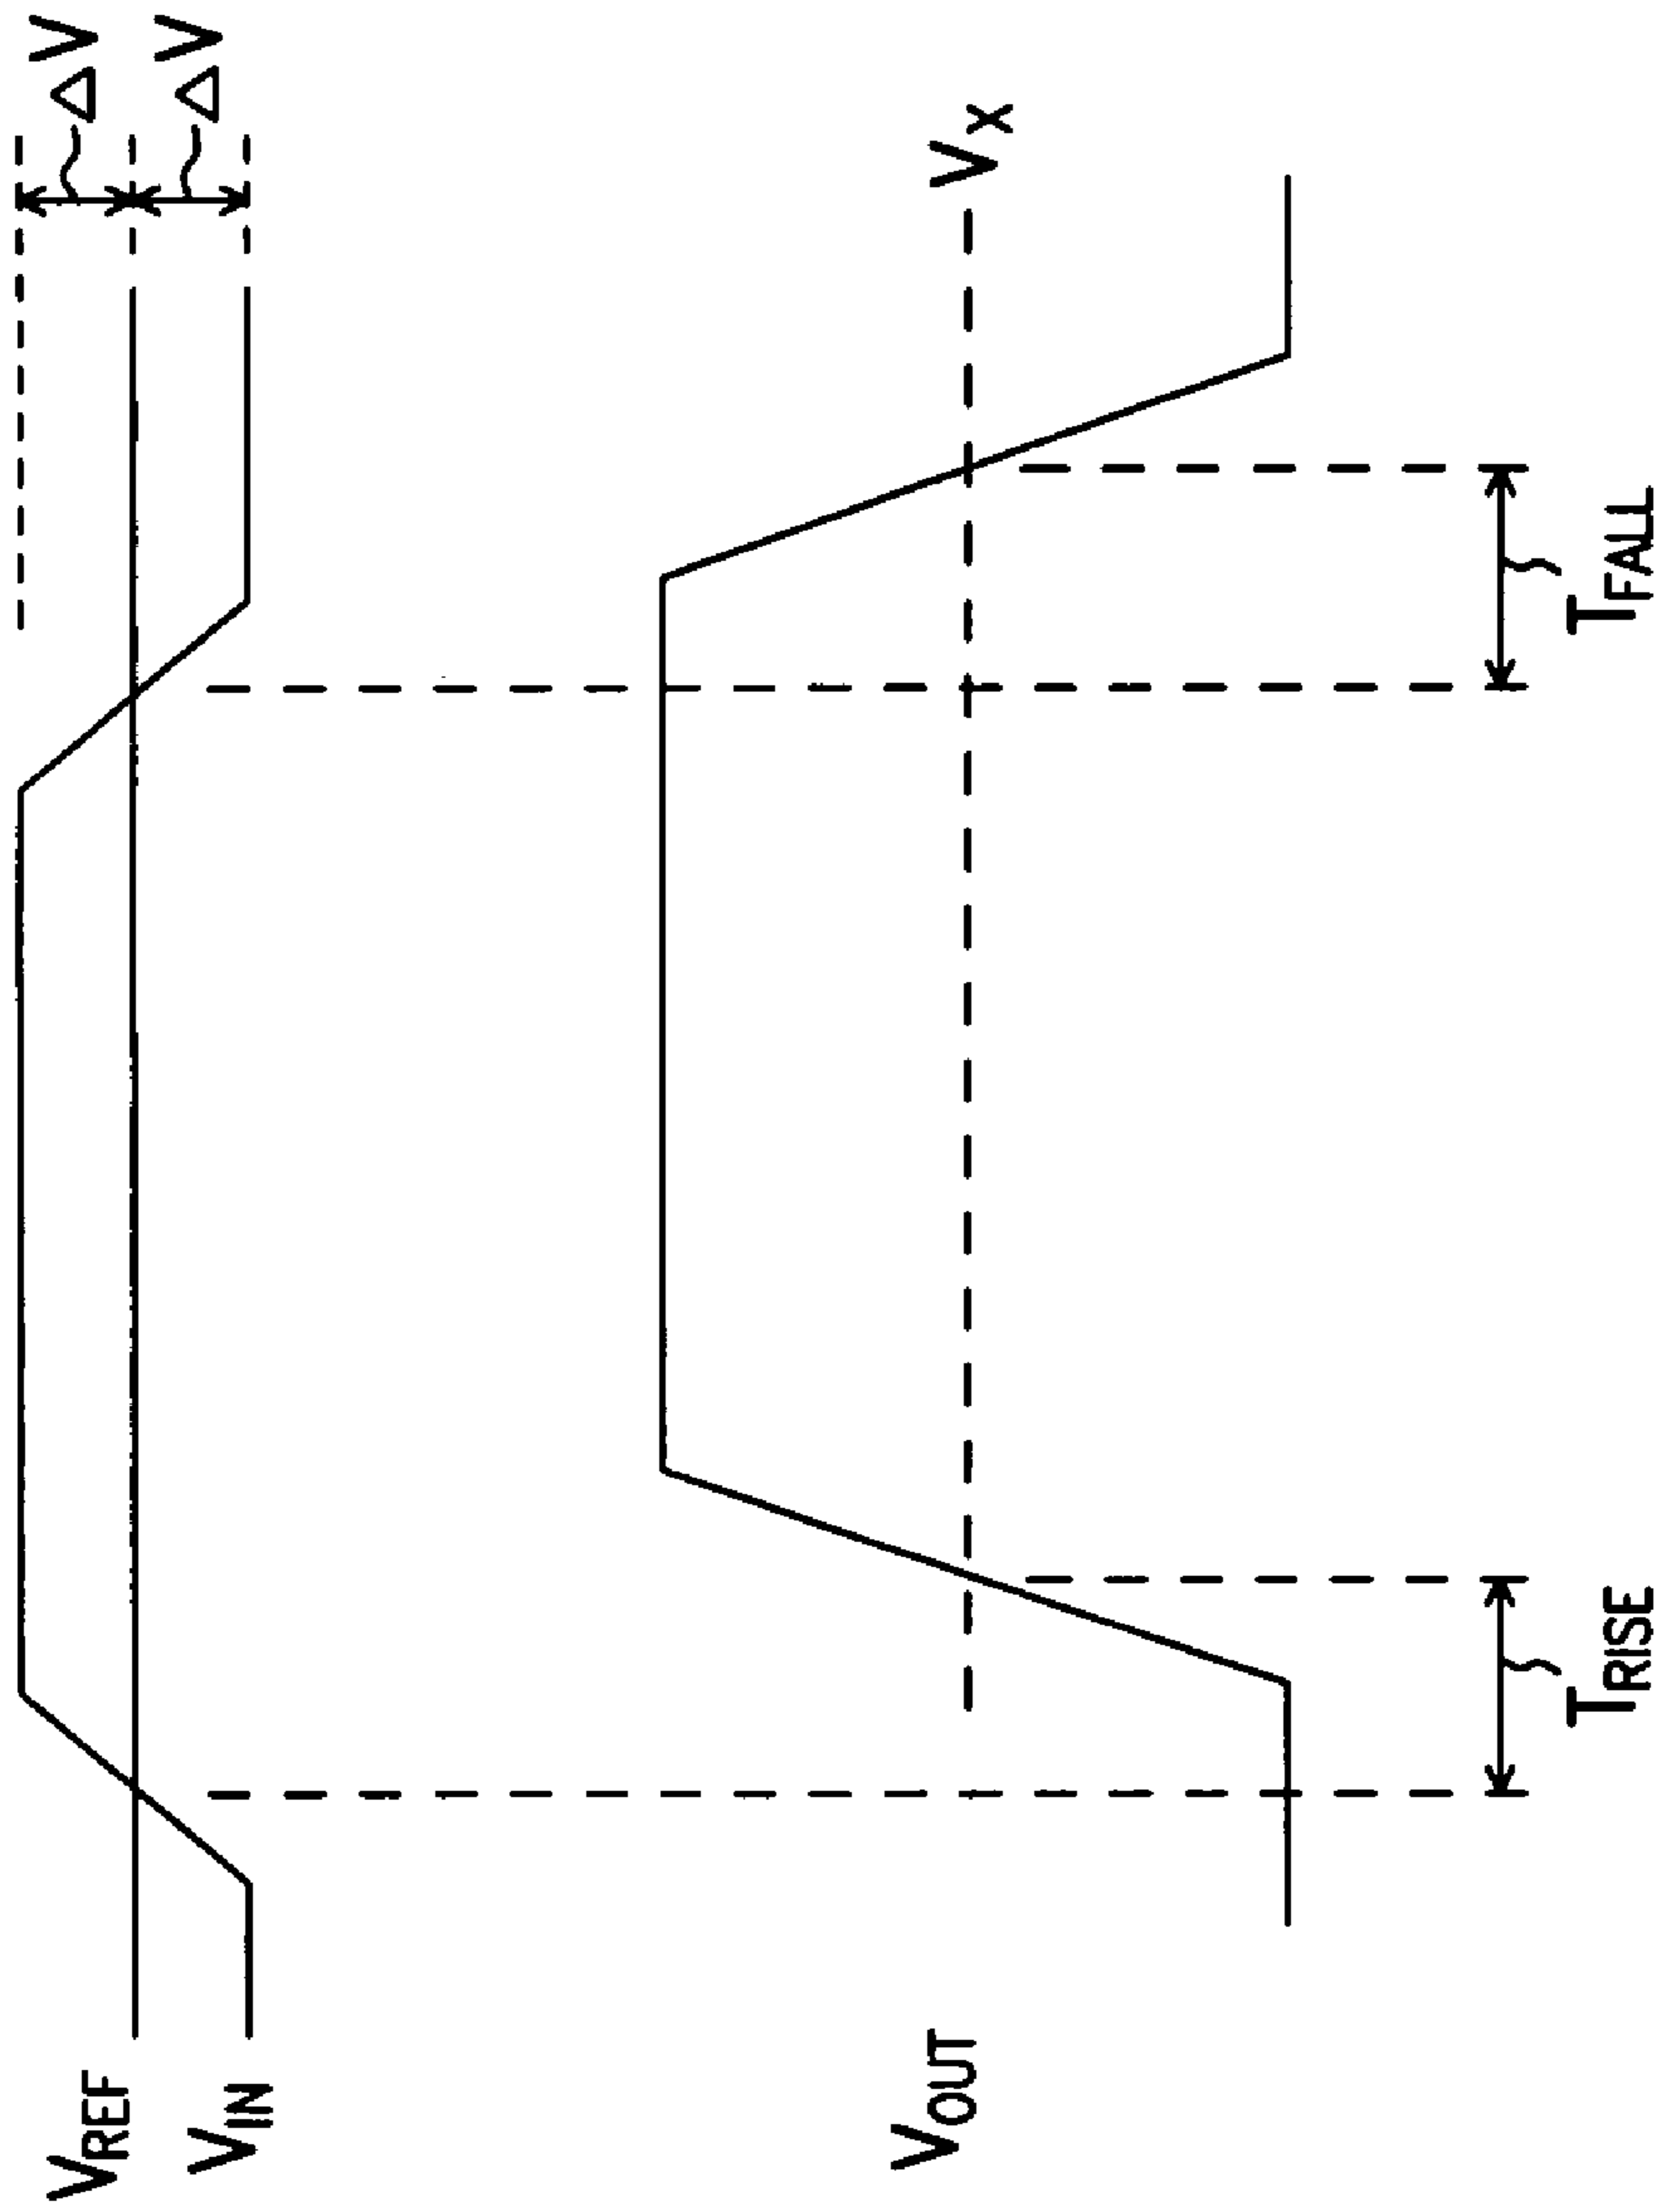 ΔV
ΔV
VREF
VIN
VX
VOUT
TRISE
TFALL